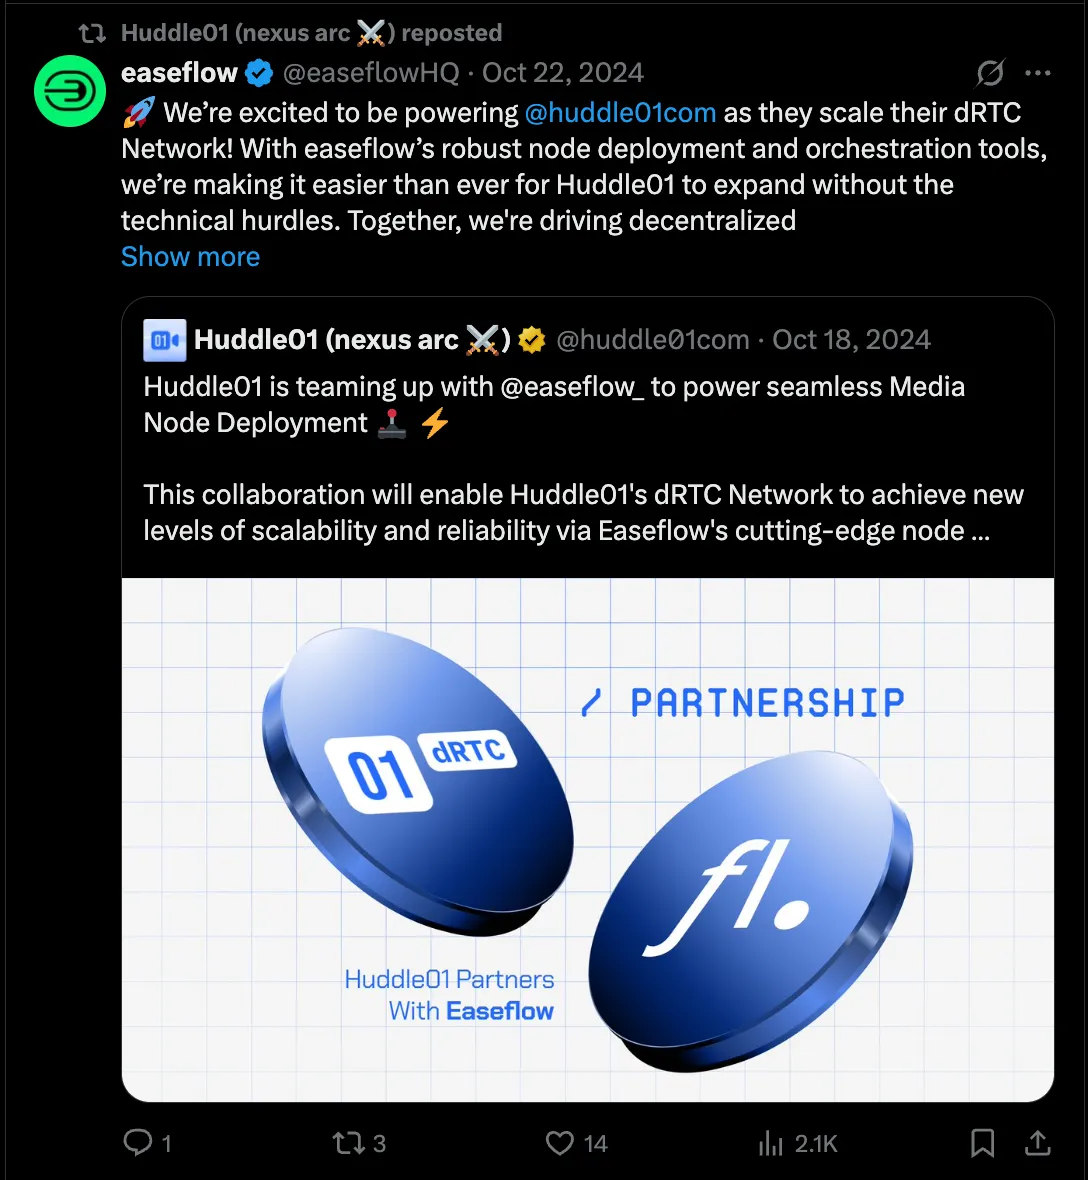 Huddle01 (nexus arc ⚔️) reposted
easeflow @easeflowHQ · Oct 22, 2024
🚀 We’re excited to be powering @huddle01com as they scale their dRTC
Network! With easeflow’s robust node deployment and orchestration tools,
we’re making it easier than ever for Huddle01 to expand without the
technical hurdles. Together, we're driving decentralized
Show more
01
Huddle01 (nexus arc ⚔️) @huddle01com · Oct 18, 2024
Huddle01 is teaming up with @easeflow_ to power seamless Media
Node Deployment 🕹️ ⚡
This collaboration will enable Huddle01's dRTC Network to achieve new
levels of scalability and reliability via Easeflow's cutting-edge node ...
/ PARTNERSHIP
01 dRTC
fl.
Huddle01 Partners
With Easeflow
1 3 14 2.1K